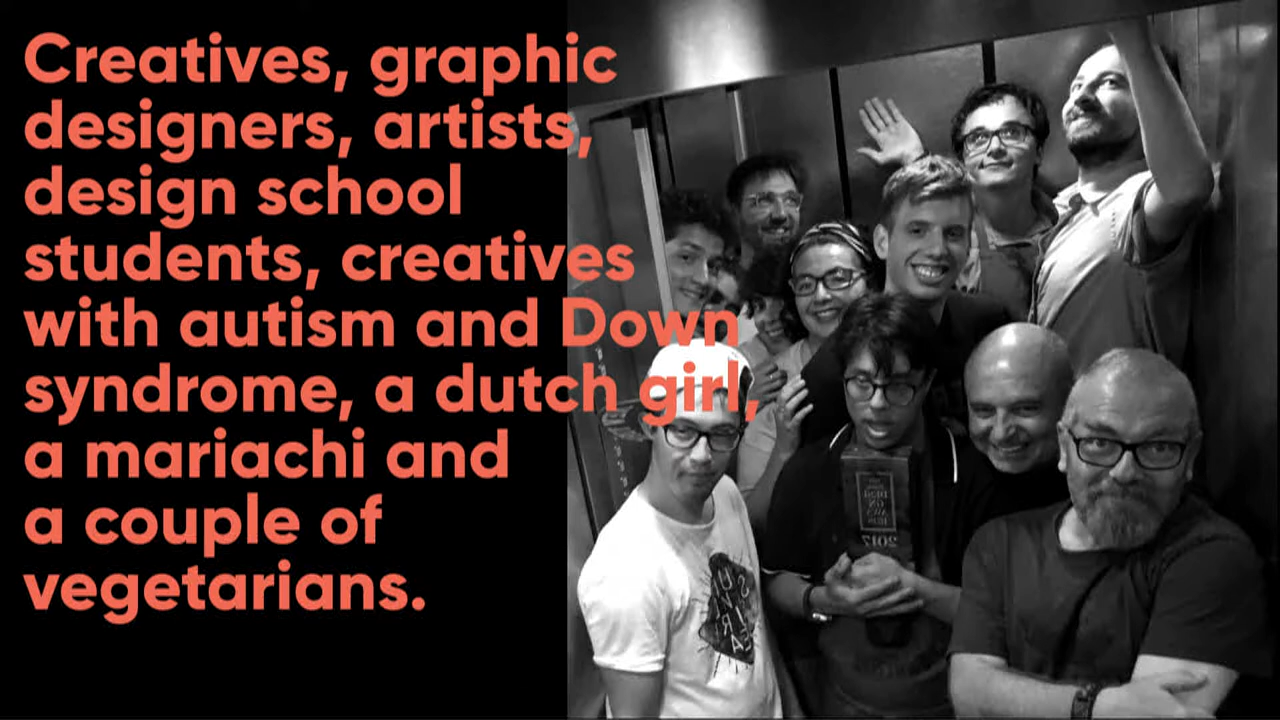 Creatives, graphic
designers, artists,
design school
students, creatives
with autism and Down
syndrome, a dutch girl,
a mariachi and
a couple of
vegetarians.
2017